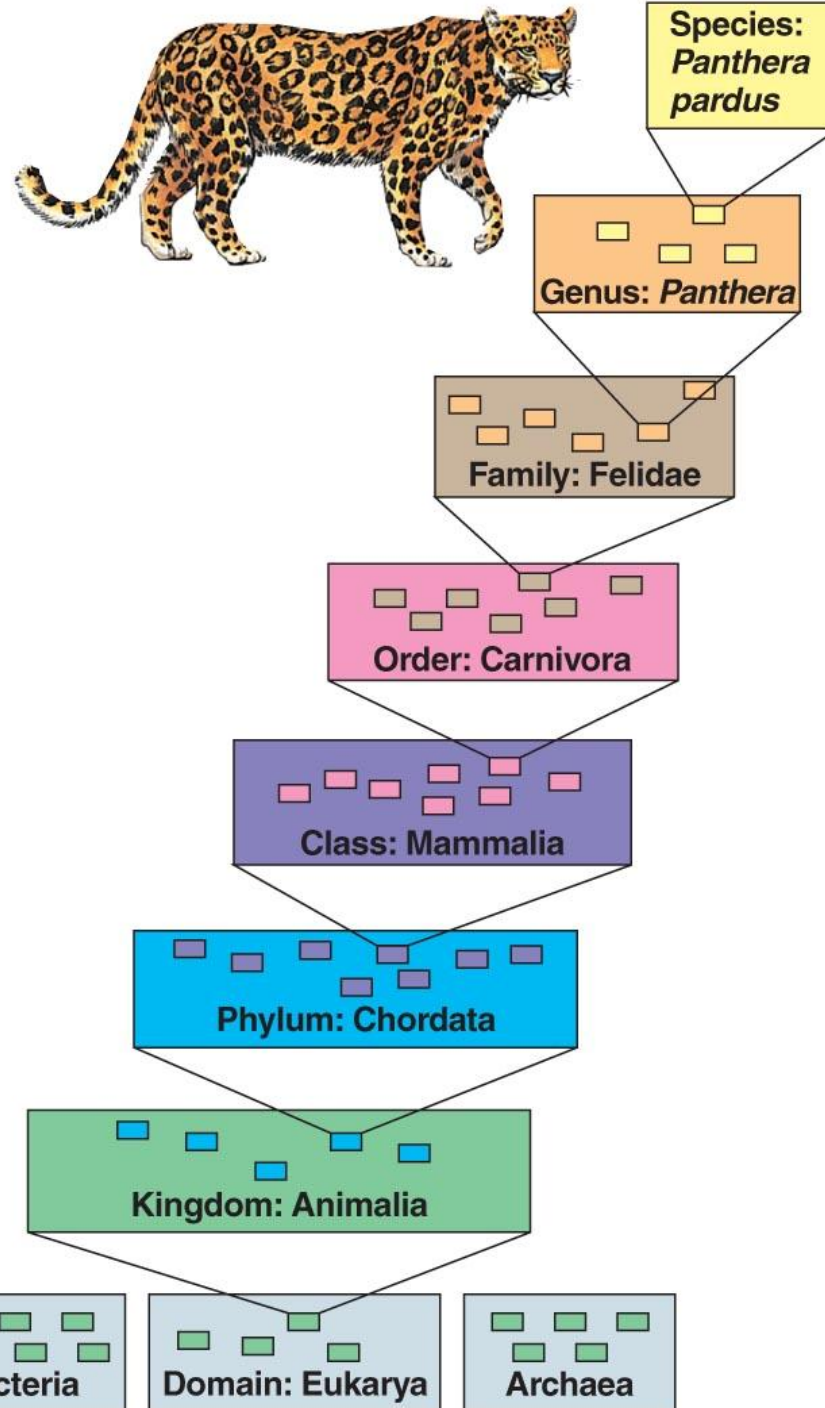 Species:
Panthera
pardus
Genus: Panthera
Family: Felidae
Order: Carnivora
Class: Mammalia
Phylum: Chordata
Kingdom: Animalia
cteria
Domain: Eukarya
Archaea